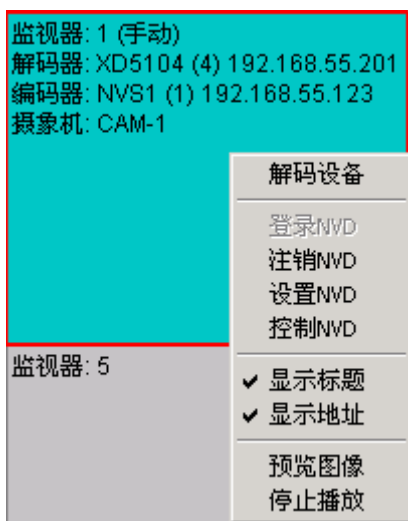 监视器: 1 (手动)
解码器: XD5104 (4) 192.168.55.201
编码器: NVS1 (1) 192.168.55.123
摄象机: CAM-1
解码设备
登录NVD
注销NVD
设置NVD
控制NVD
监视器: 5
显示标题
显示地址
预览图像
停止播放